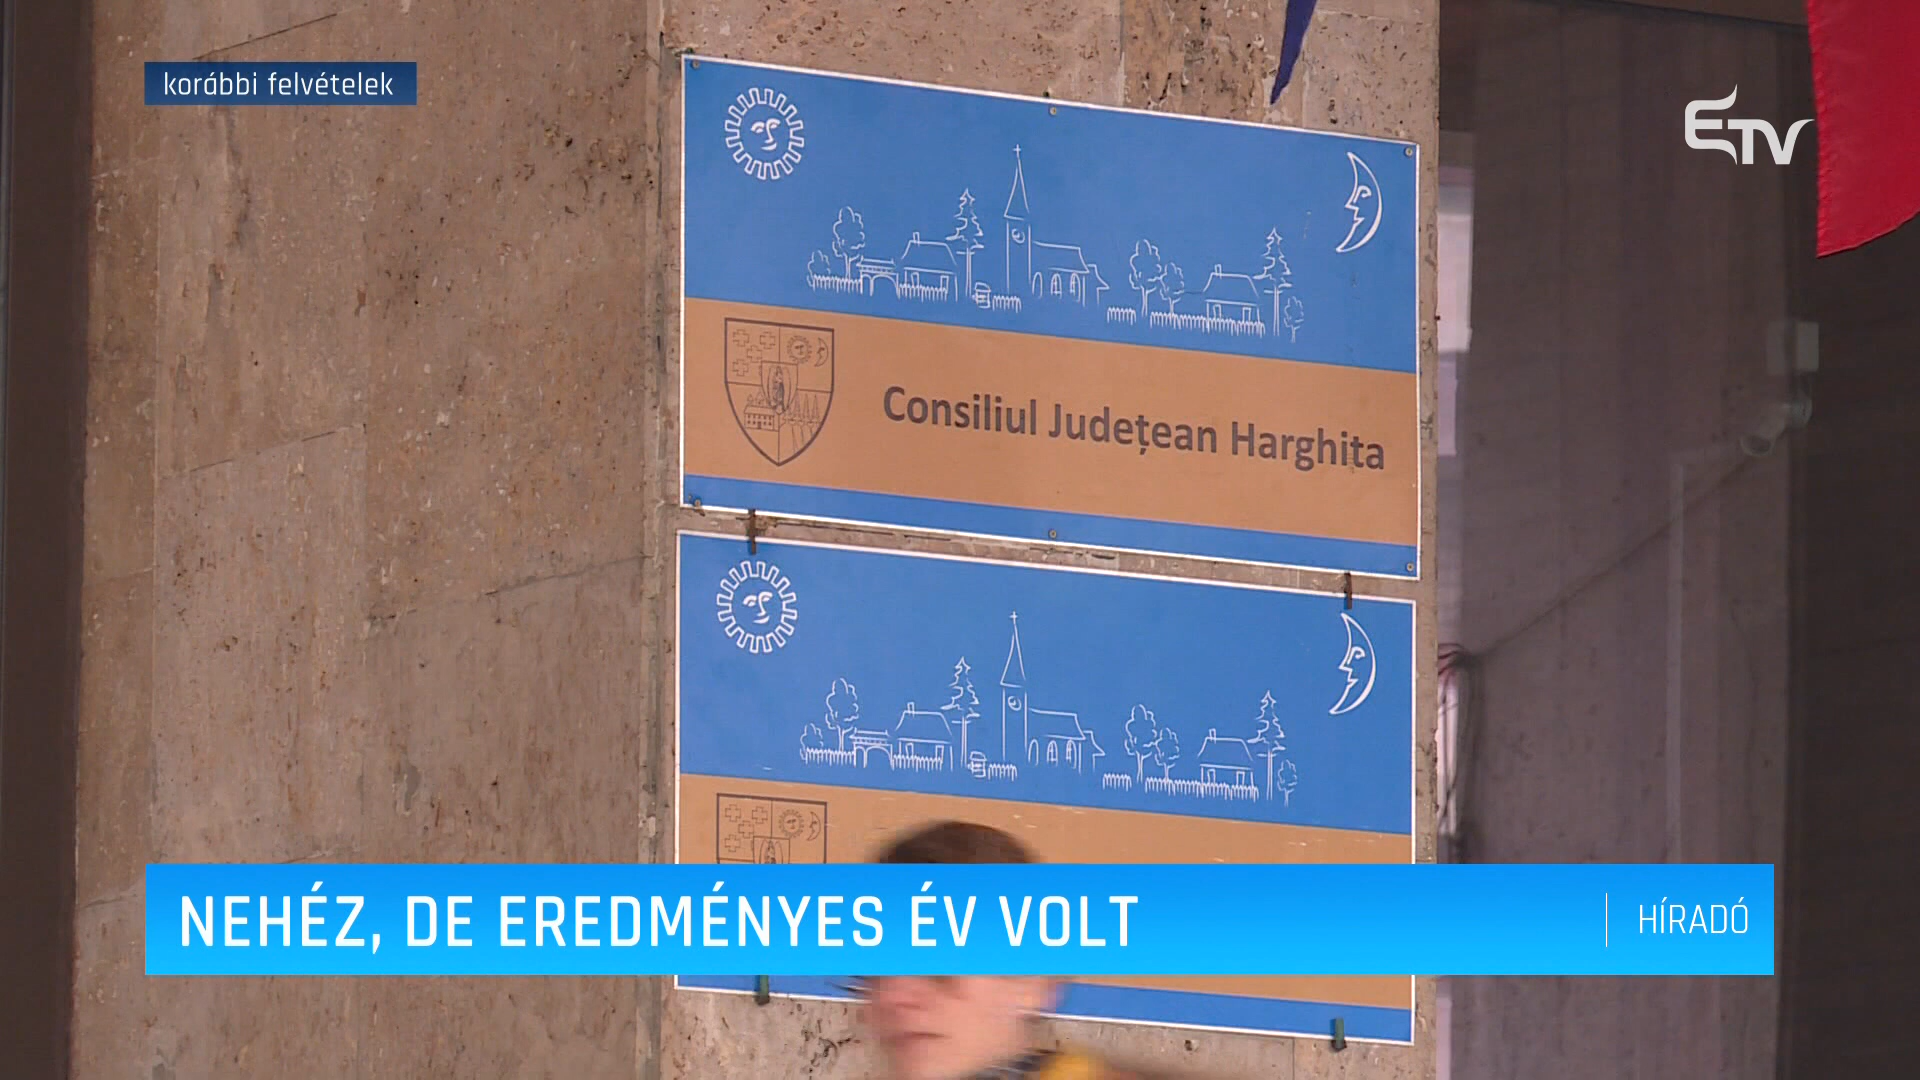 korábbi felvételek
ETV
Consiliul Județean Harghita
NEHÉZ, DE EREDMÉNYES ÉV VOLT
HÍRADÓ